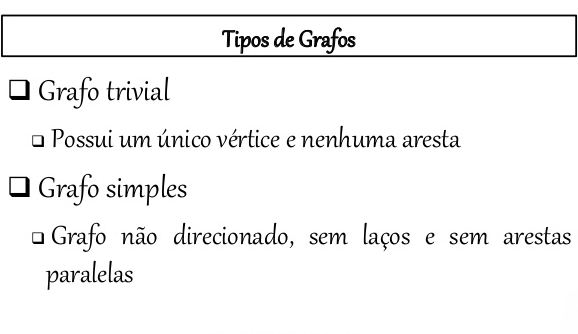 Tipos de Grafos
Grafo trivial
Possui um único vértice e nenhuma aresta
Grafo simples
Grafo não direcionado, sem laços e sem arestas
paralelas